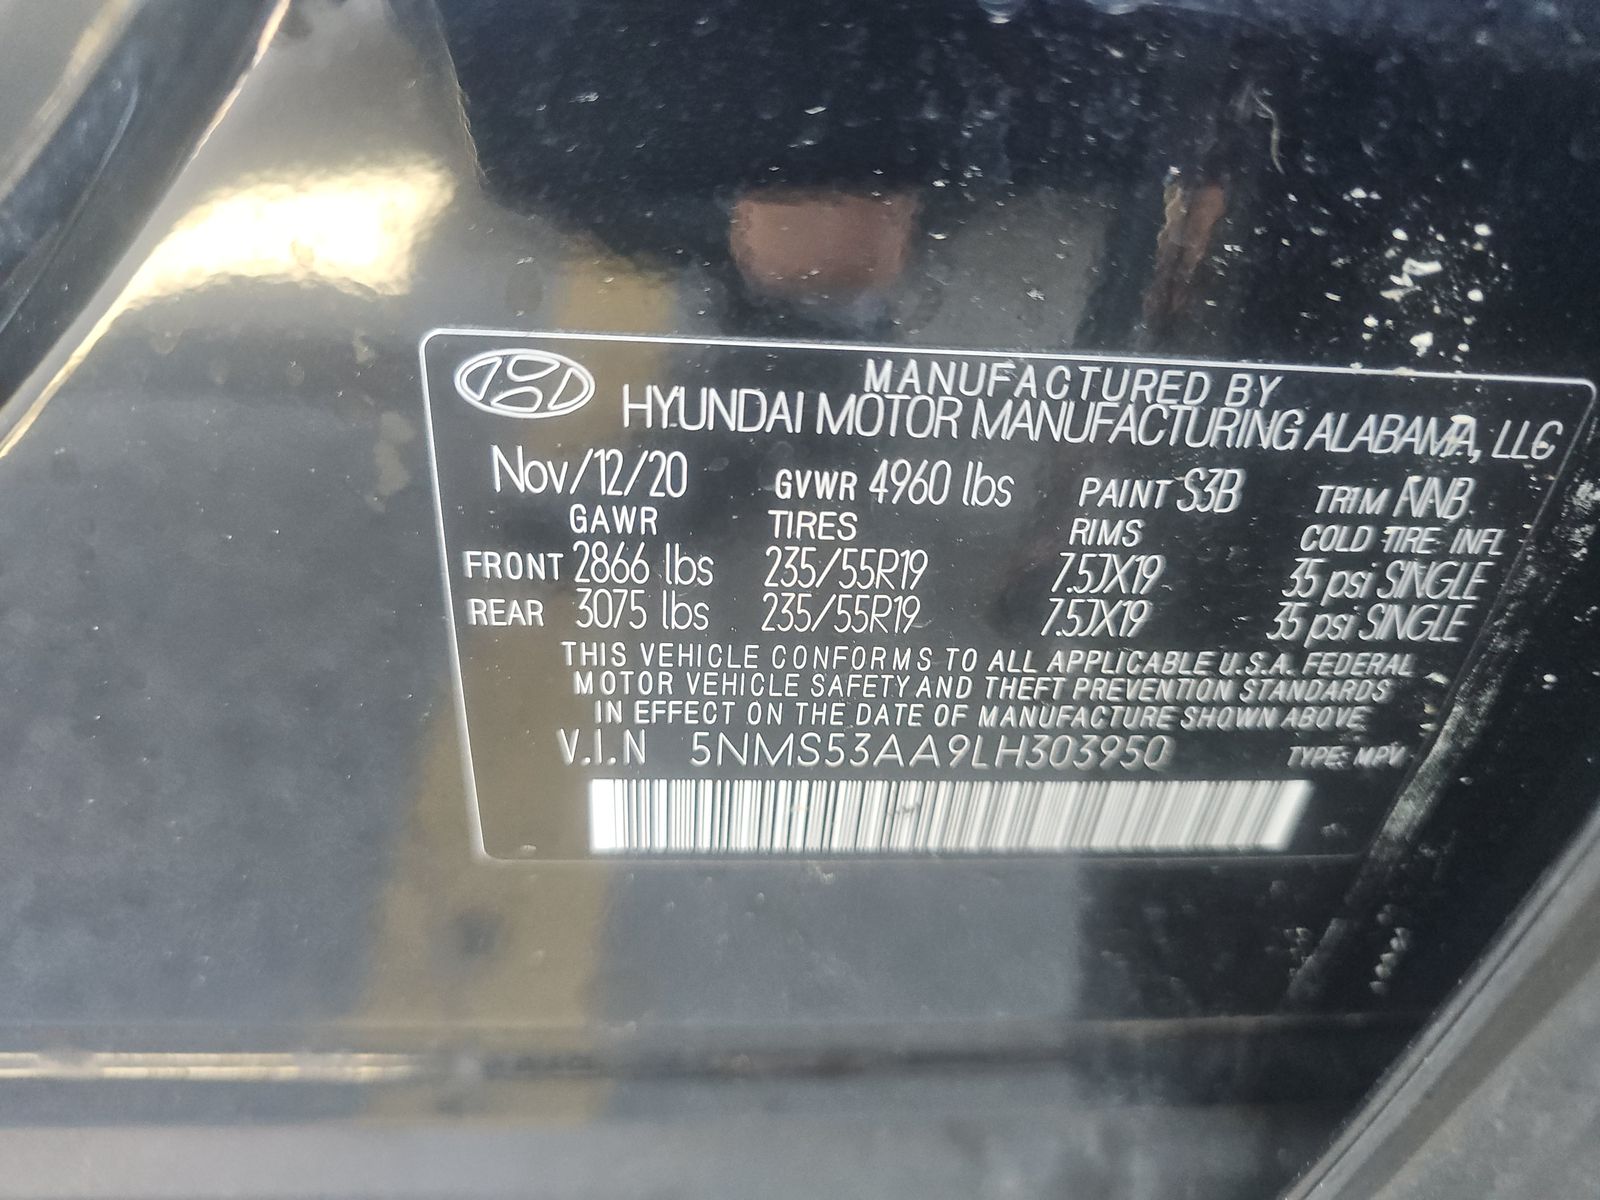 MANUFACTURED BY
HYUNDAI MOTOR MANUFACTURING ALABAMA, LLC
Nov/12/20 GVWR 4960 lbs PAINT S3B TRIM NNB
GAWR TIRES RIMS COLD TIRE INFL
FRONT 2866 lbs 235/55R19 7.5JX19 35 psi SINGLE
REAR 3075 lbs 235/55R19 7.5JX19 35 psi SINGLE
THIS VEHICLE CONFORMS TO ALL APPLICABLE U.S.A. FEDERAL
MOTOR VEHICLE SAFETY AND THEFT PREVENTION STANDARDS
IN EFFECT ON THE DATE OF MANUFACTURE SHOWN ABOVE
V.I.N 5NMS53AA9LH303950 TYPE: MPV